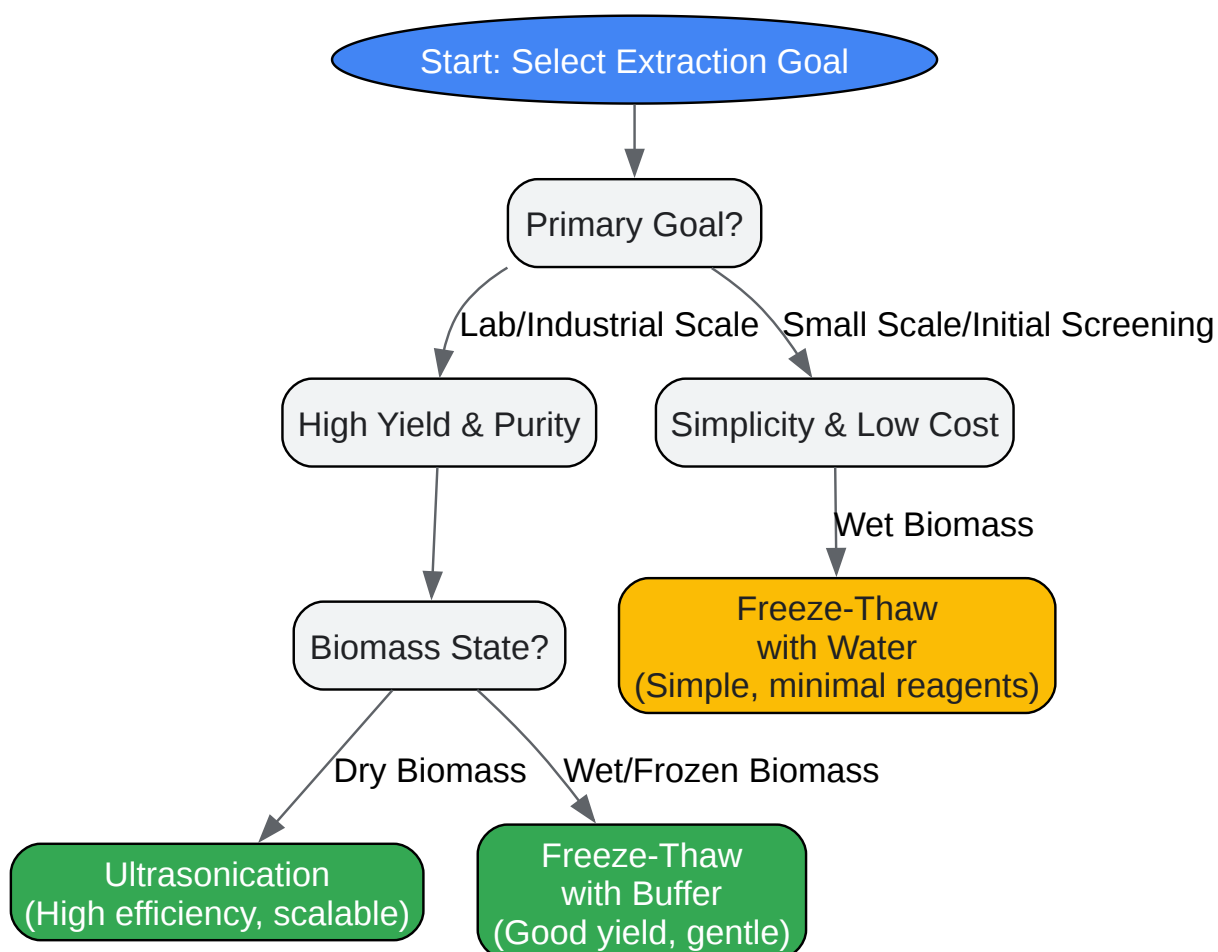 Start: Select Extraction Goal
Primary Goal?
Lab/Industrial Scale
Small Scale/Initial Screening
High Yield & Purity
Simplicity & Low Cost
Wet Biomass
Freeze-Thaw
with Water
(Simple, minimal reagents)
Biomass State?
Dry Biomass
Wet/Frozen Biomass
Ultrasonication
(High efficiency, scalable)
Freeze-Thaw
with Buffer
(Good yield, gentle)